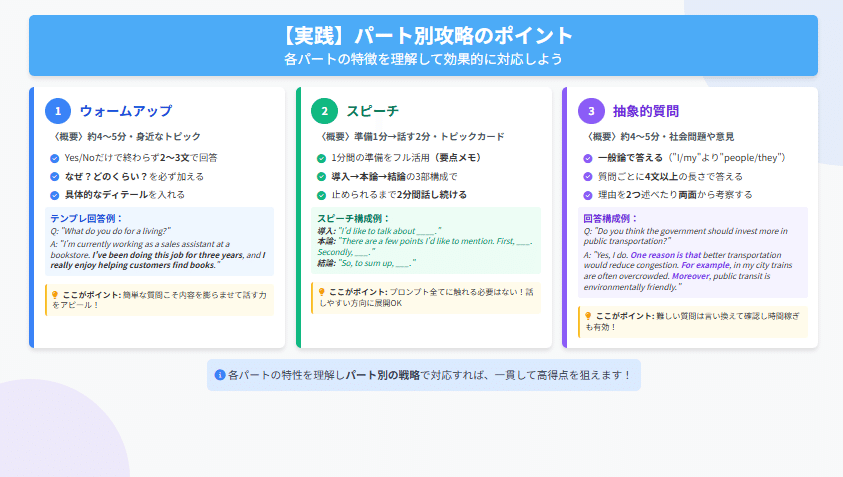 【実践】パート別攻略のポイント
各パートの特徴を理解して効果的に対応しよう
1 ウォームアップ
〈概要〉約4〜5分・身近なトピック
Yes/Noだけで終わらず2〜3文で回答
なぜ？どのくらい？を必ず加える
具体的なディテールを入れる
テンプレ回答例：
Q: "What do you do for a living?"
A: "I'm currently working as a sales assistant at a
bookstore. I've been doing this job for three years, and I
really enjoy helping customers find books."
ここがポイント: 簡単な質問こそ内容を膨らませて話す力
をアピール！
2 スピーチ
〈概要〉準備1分→話す2分・トピックカード
1分間の準備をフル活用（要点メモ）
導入→本論→結論の3部構成で
止められるまで2分間話し続ける
スピーチ構成例：
導入: "I'd like to talk about ____."
本論: "There are a few points I'd like to mention. First, ___.
Secondly, ___."
結論: "So, to sum up, ___."
ここがポイント: プロンプト全てに触れる必要はない！話
しやすい方向に展開OK
3 抽象的質問
〈概要〉約4〜5分・社会問題や意見
一般論で答える（"I/my"より"people/they"）
質問ごとに4文以上の長さで答える
理由を2つ述べたり両面から考察する
回答構成例：
Q: "Do you think the government should invest more in
public transportation?"
A: "Yes, I do. One reason is that better transportation
would reduce congestion. For example, in my city trains
are often overcrowded. Moreover, public transit is
environmentally friendly."
ここがポイント: 難しい質問は言い換えて確認し時間稼ぎ
も有効！
各パートの特性を理解しパート別の戦略で対応すれば、一貫して高得点を狙えます！